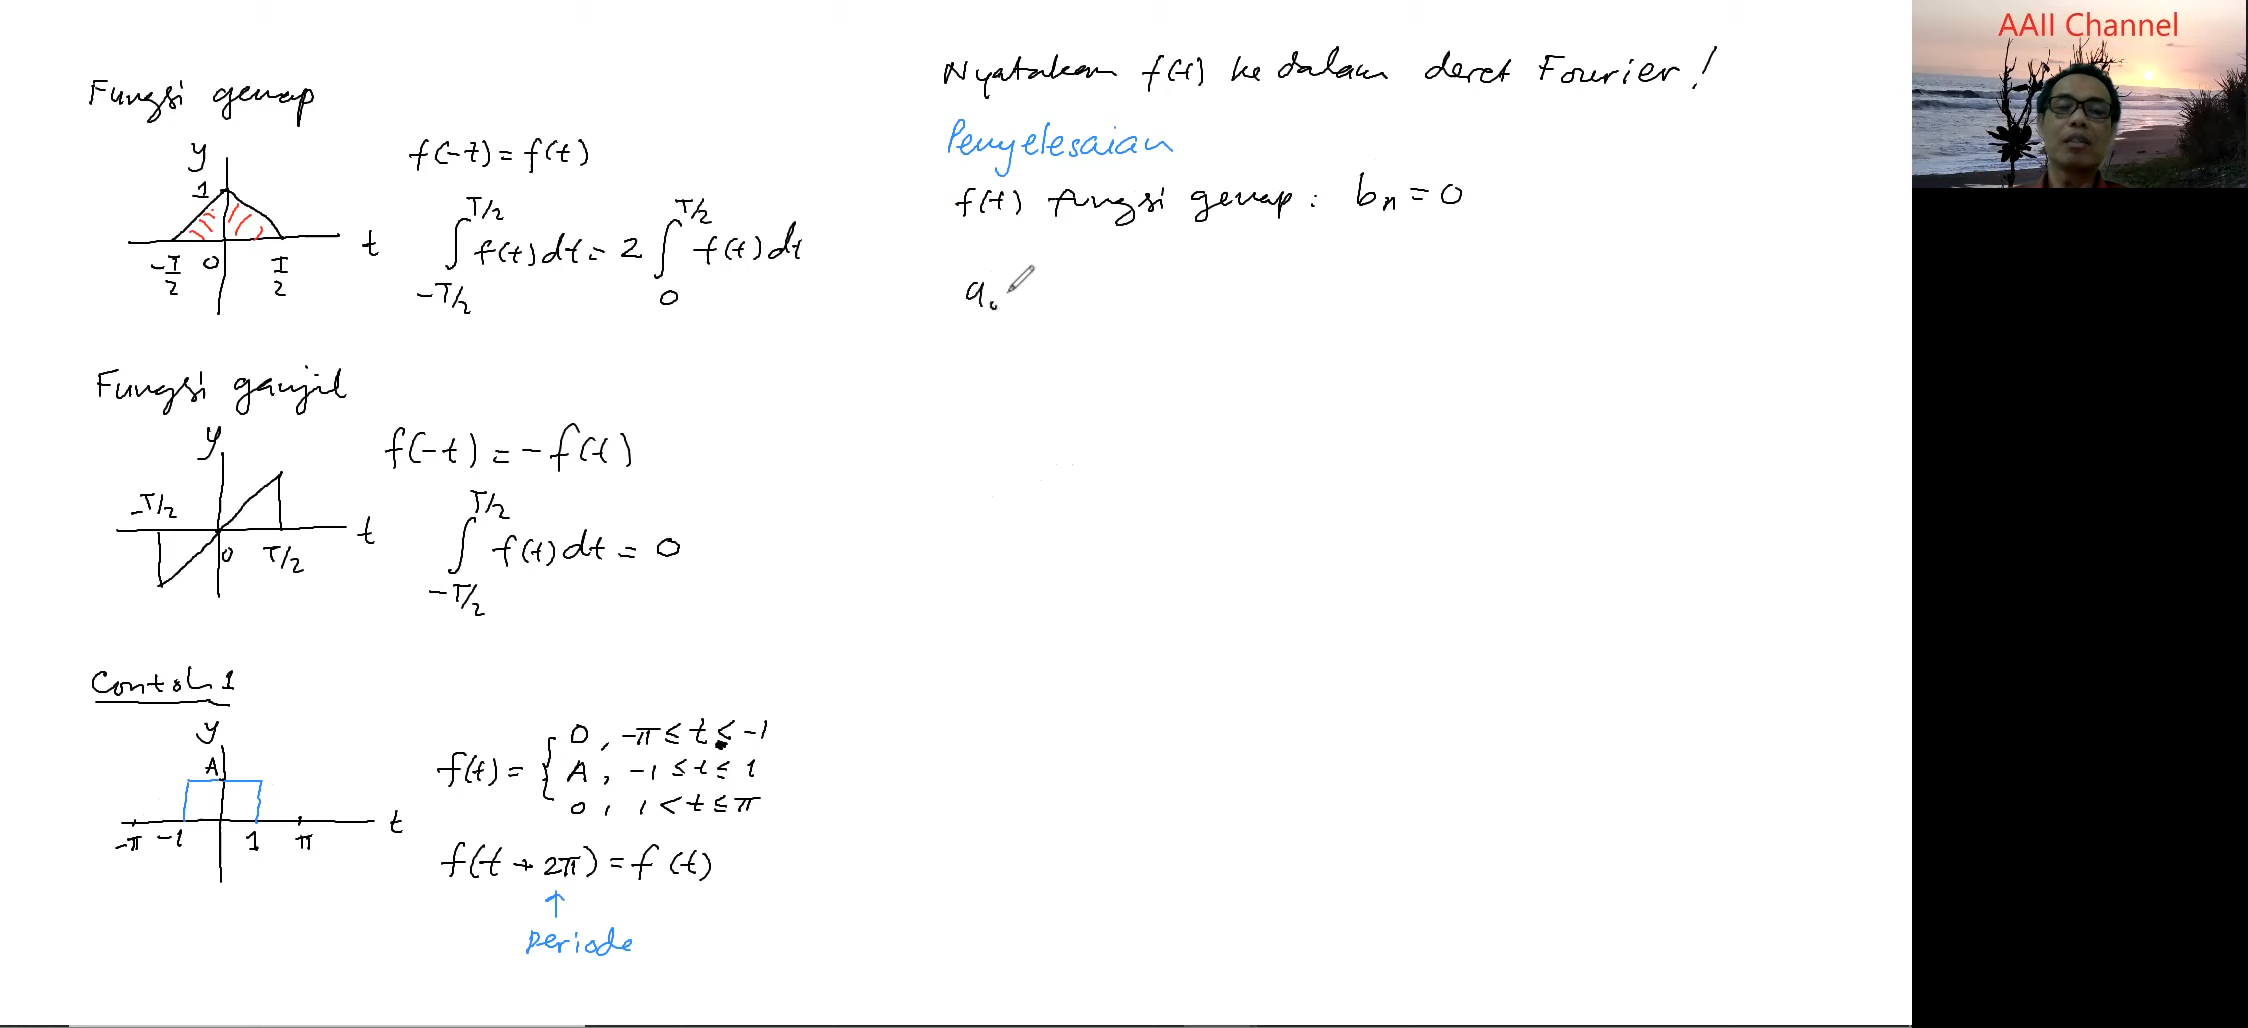 Fungsi genap
y
1
-T/2 0 T/2 t
f(-t) = f(t)
∫_{-T/2}^{T/2} f(t) dt = 2 ∫_{0}^{T/2} f(t) dt
Fungsi ganjil
y
-T/2 0 T/2 t
f(-t) = -f(t)
∫_{-T/2}^{T/2} f(t) dt = 0
Contoh 1
y
A
-π -1 1 π t
f(t) = { 0, -π ≤ t ≤ -1
A, -1 ≤ t ≤ 1
0, 1 < t ≤ π
f(t + 2π) = f(t)
↑
periode
Nyatakan f(t) ke dalam deret Fourier!
Penyelesaian
f(t) fungsi genap : bn = 0
a0
AAII Channel